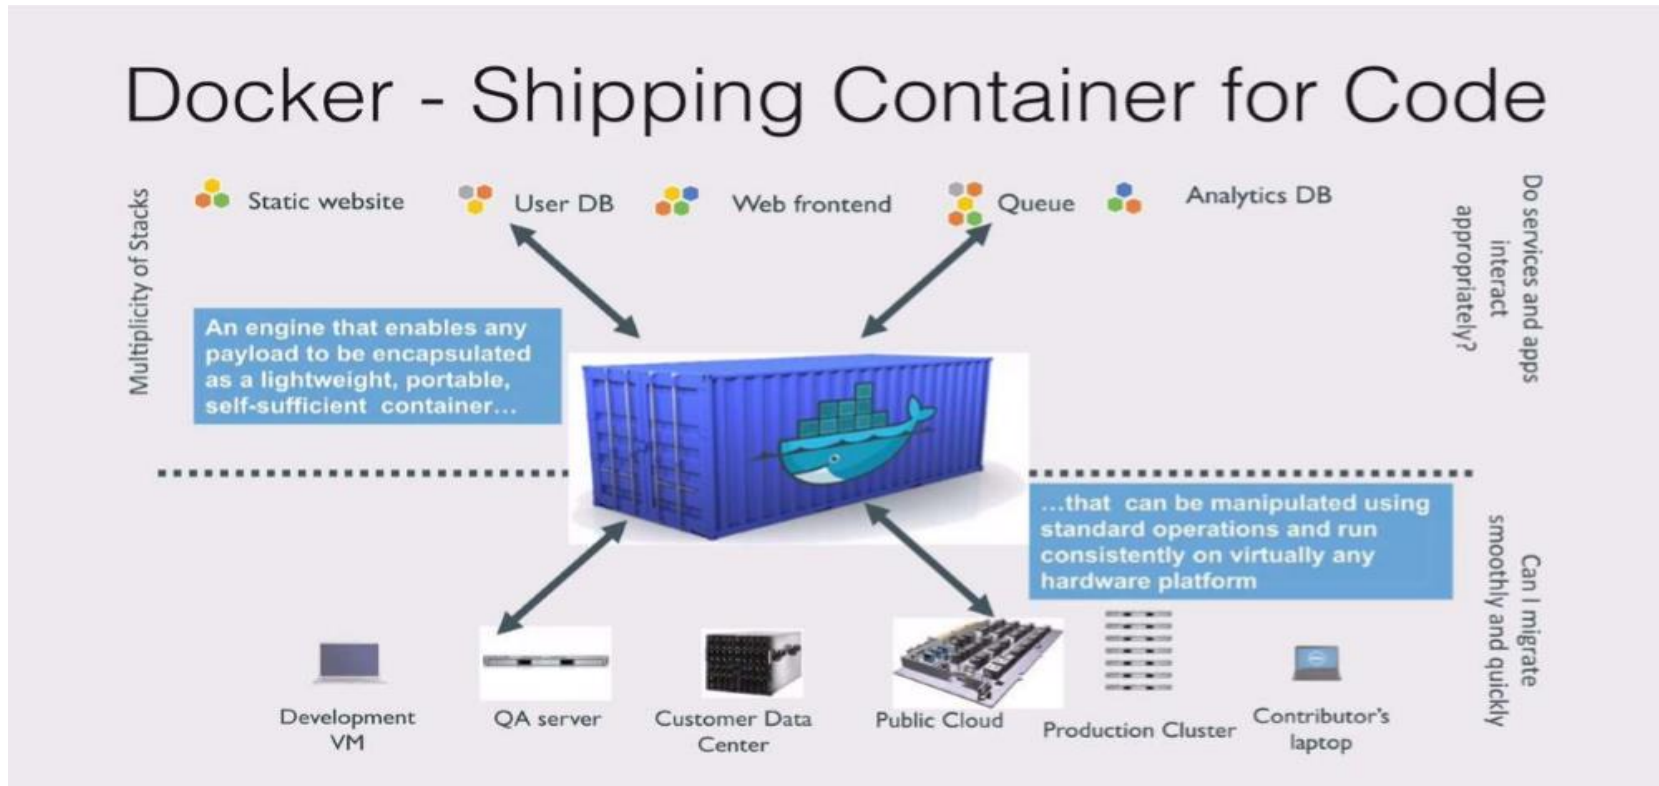 Docker - Shipping Container for Code
Multiplicity of Stacks
Static website
User DB
Web frontend
Queue
Analytics DB
Do services and apps
interact
appropriately?
An engine that enables any
payload to be encapsulated
as a lightweight, portable,
self-sufficient container...
...that can be manipulated using
standard operations and run
consistently on virtually any
hardware platform
Can I migrate
smoothly and quickly
Development
VM
QA server
Customer Data
Center
Public Cloud
Production Cluster
Contributor's
laptop